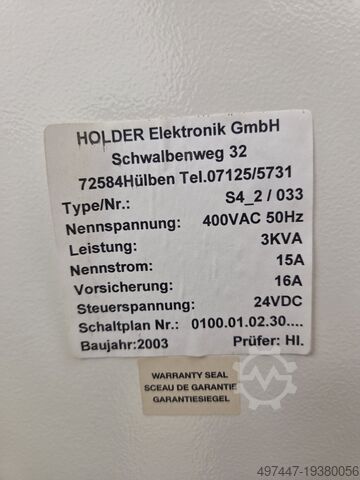 HOLDER Elektronik GmbH
Schwalbenweg 32
72584Hülben Tel.07125/5731
Type/Nr.: S4_2 / 033
Nennspannung: 400VAC 50Hz
Leistung: 3KVA
Nennstrom: 15A
Vorsicherung: 16A
Steuerspannung: 24VDC
Schaltplan Nr.: 0100.01.02.30....
Baujahr:2003 Prüfer: HI.
WARRANTY SEAL
SCEAU DE GARANTIE
GARANTIESIEGEL
497447-19380056